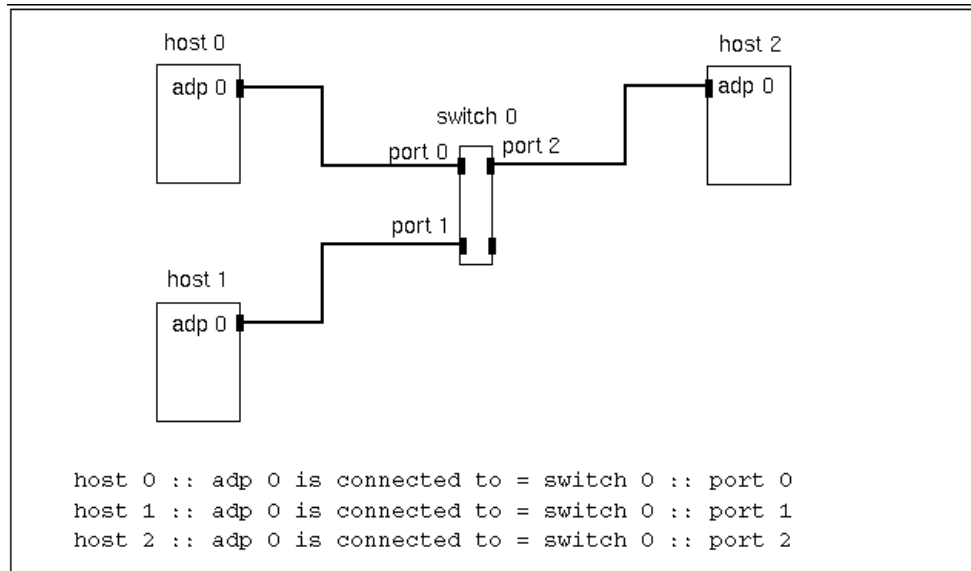 host 0
adp 0
host 2
adp 0
switch 0
port 0
port 2
port 1
host 1
adp 0
host 0 :: adp 0 is connected to = switch 0 :: port 0
host 1 :: adp 0 is connected to = switch 0 :: port 1
host 2 :: adp 0 is connected to = switch 0 :: port 2